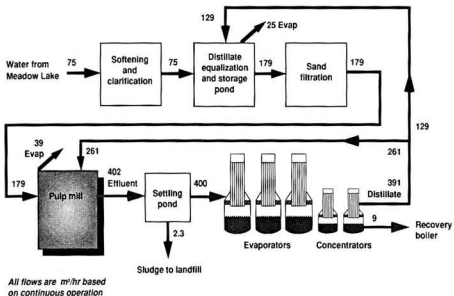 129
25 Evap
Water from
Meadow Lake
75
Softening
and
clarification
75
Distillate
equalization
and storage
pond
179
Sand
filtration
179
129
39
Evap
261
261
179
Pulp mill
402
Effluent
Settling
pond
400
391
Distillate
9
Recovery
boiler
Evaporators
Concentrators
2.3
Sludge to landfill
All flows are m³/hr based
on continuous operation